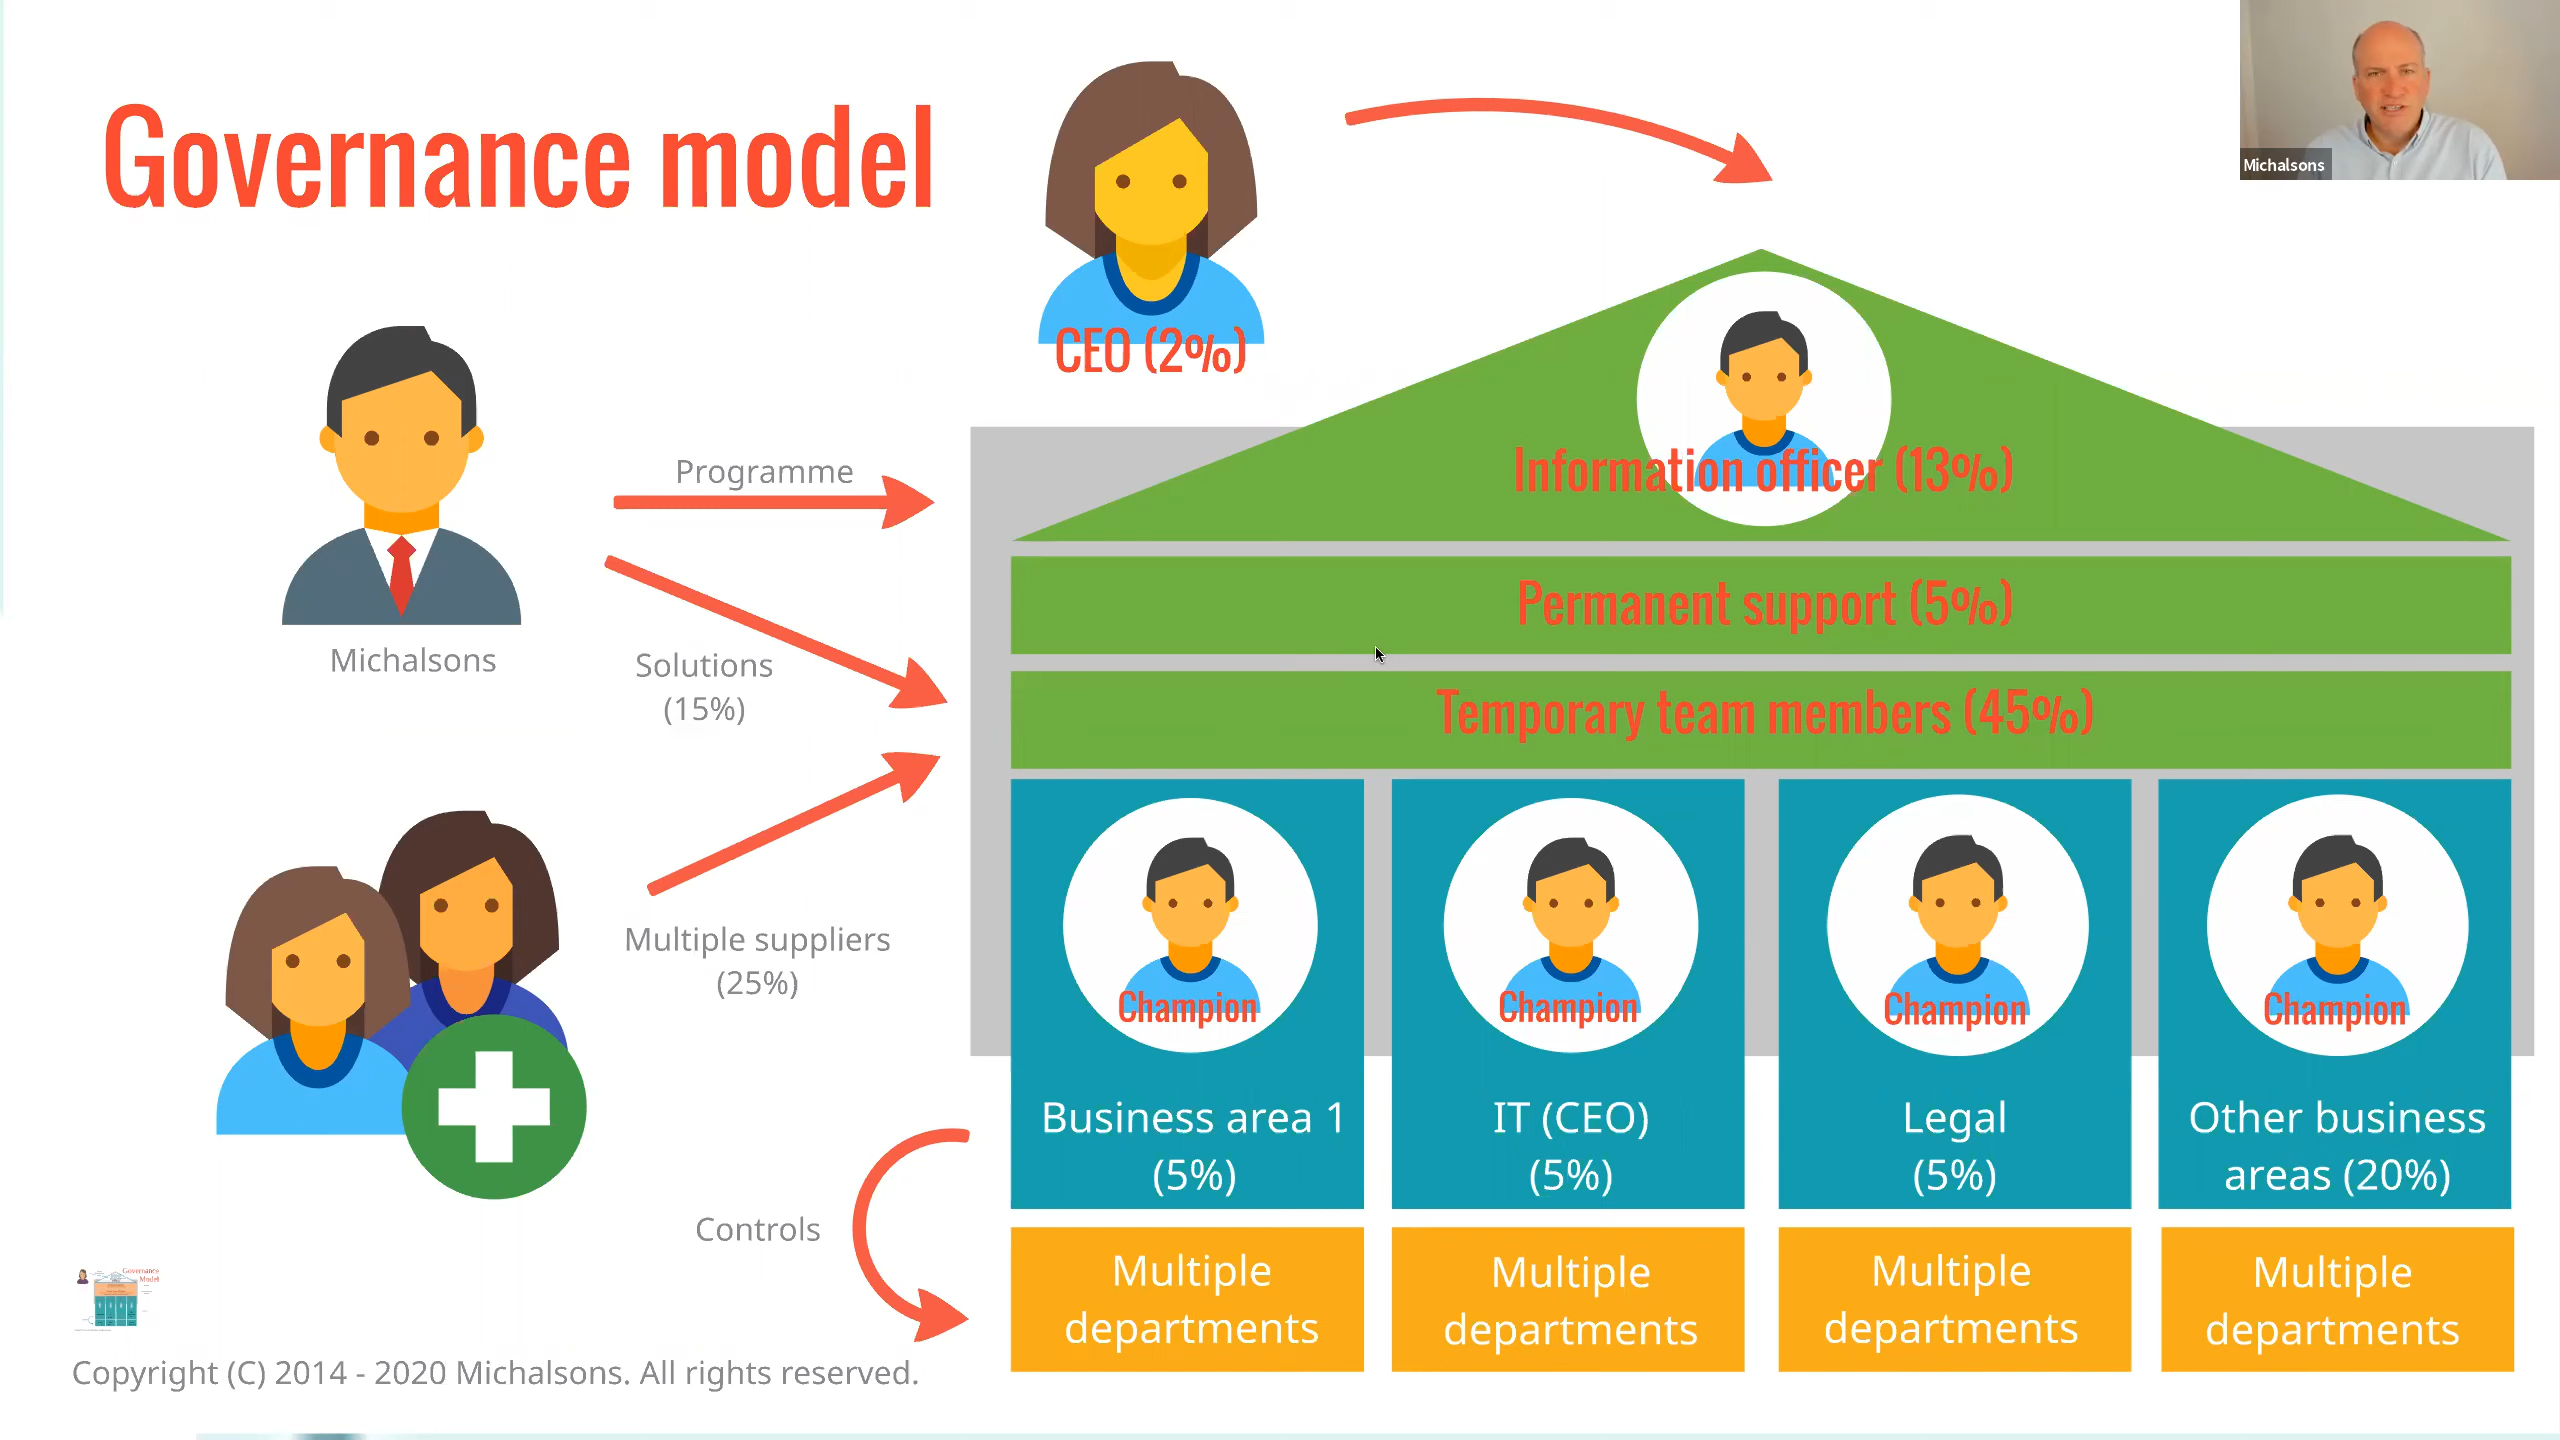 Governance model
Michalsons
CEO (2%)
Programme
Information officer (13%)
Permanent support (5%)
Michalsons
Solutions
(15%)
Temporary team members (45%)
Multiple suppliers
(25%)
Champion
Champion
Champion
Champion
Business area 1
(5%)
IT (CEO)
(5%)
Legal
(5%)
Other business
areas (20%)
Controls
Multiple
departments
Multiple
departments
Multiple
departments
Multiple
departments
Governance
Model
Copyright (C) 2014 - 2020 Michalsons. All rights reserved.